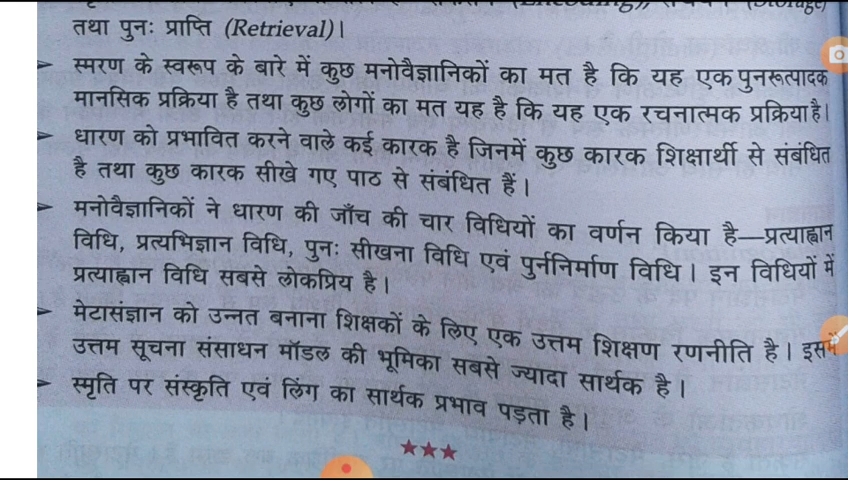 (Encoding), (Storage)
तथा पुनः प्राप्ति (Retrieval)।
➤ स्मरण के स्वरूप के बारे में कुछ मनोवैज्ञानिकों का मत है कि यह एक पुनरूत्पादक
मानसिक प्रक्रिया है तथा कुछ लोगों का मत यह है कि यह एक रचनात्मक प्रक्रिया है।
➤ धारण को प्रभावित करने वाले कई कारक है जिनमें कुछ कारक शिक्षार्थी से संबंधित
है तथा कुछ कारक सीखे गए पाठ से संबंधित हैं।
➤ मनोवैज्ञानिकों ने धारण की जाँच की चार विधियों का वर्णन किया है—प्रत्याह्वान
विधि, प्रत्यभिज्ञान विधि, पुनः सीखना विधि एवं पुर्ननिर्माण विधि। इन विधियों में
प्रत्याह्वान विधि सबसे लोकप्रिय है।
➤ मेटासंज्ञान को उन्नत बनाना शिक्षकों के लिए एक उत्तम शिक्षण रणनीति है। इसमें
उत्तम सूचना संसाधन मॉडल की भूमिका सबसे ज्यादा सार्थक है।
➤ स्मृति पर संस्कृति एवं लिंग का सार्थक प्रभाव पड़ता है।
★★★